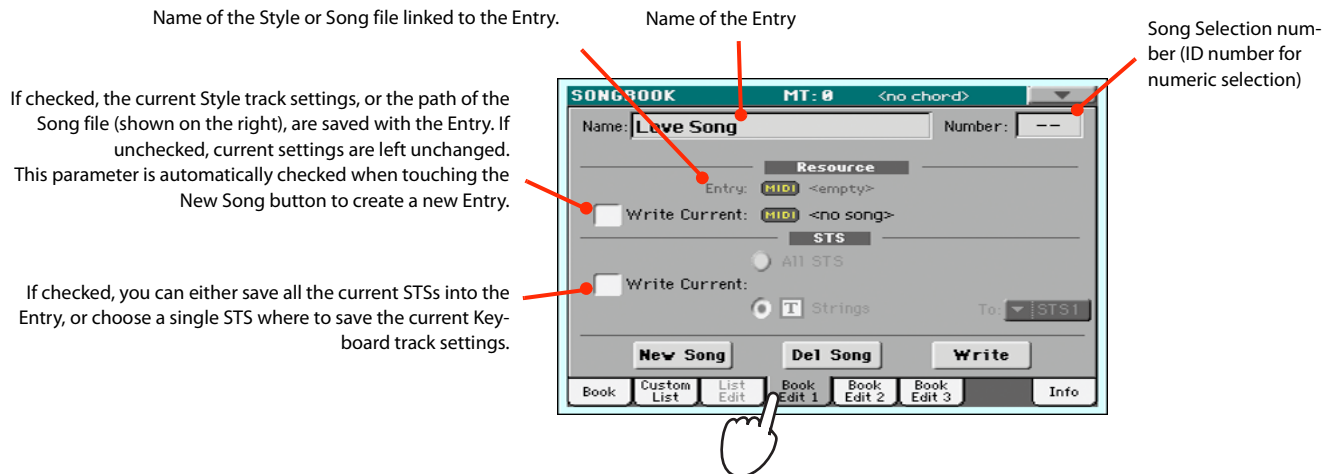 Name of the Style or Song file linked to the Entry.
Name of the Entry
Song Selection num-
ber (ID number for
numeric selection)
If checked, the current Style track settings, or the path of the
Song file (shown on the right), are saved with the Entry. If
unchecked, current settings are left unchanged.
This parameter is automatically checked when touching the
New Song button to create a new Entry.
If checked, you can either save all the current STSs into the
Entry, or choose a single STS where to save the current Key-
board track settings.
SONGBOOK MT:0 <no chord>
Name: Love Song Number: --
Resource
Entry: MIDI <empty>
Write Current: MIDI <no song>
STS
All STS
Write Current:
T Strings To: STS1
New Song Del Song Write
Book Custom List List Edit Book Edit 1 Book Edit 2 Book Edit 3 Info